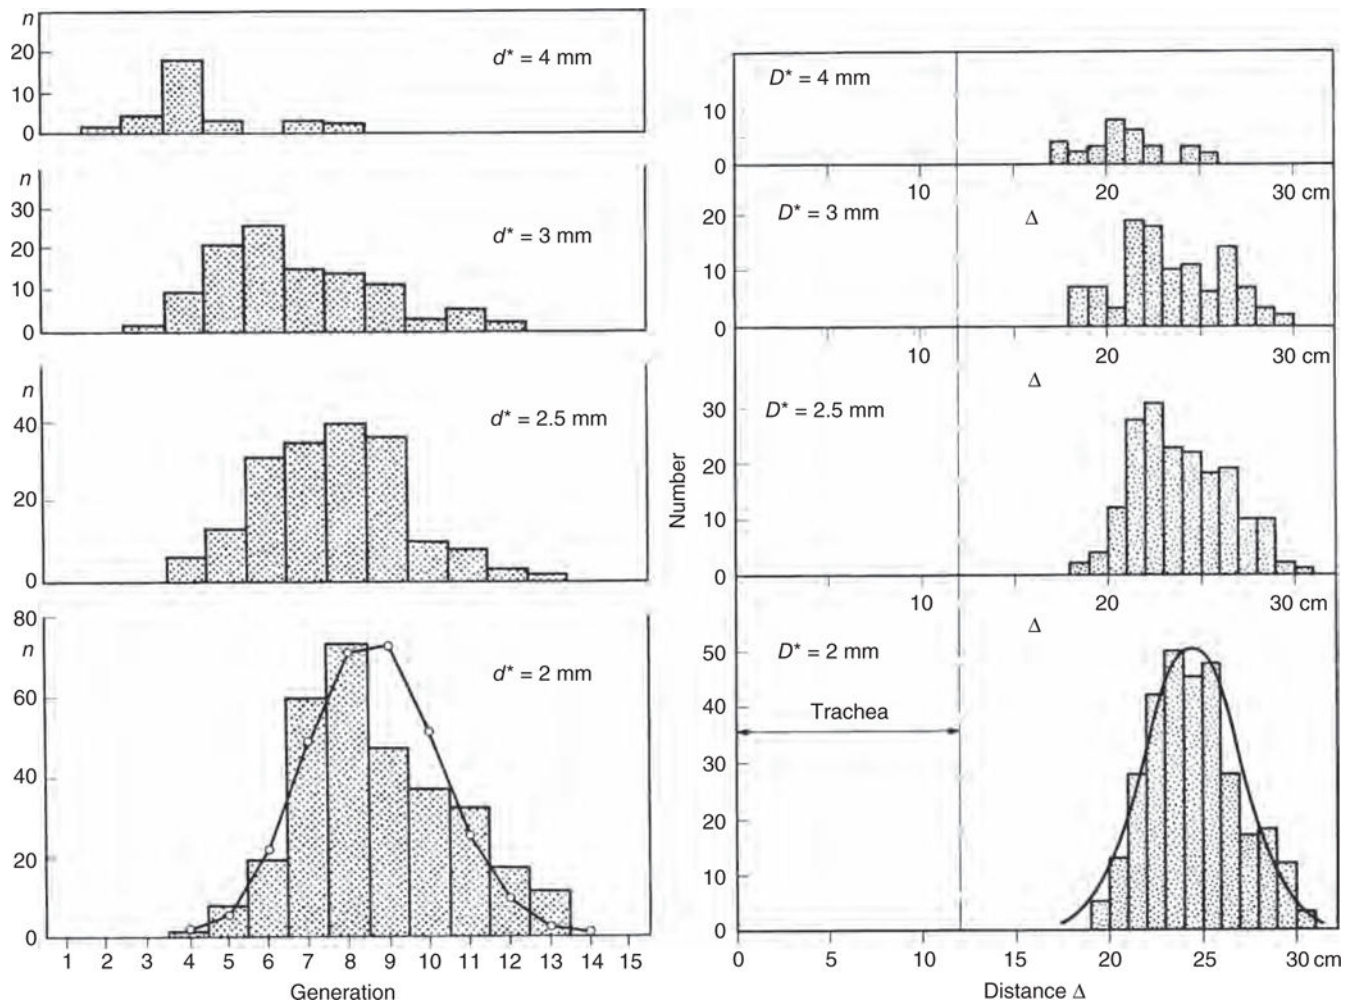 n
20
10
0
d* = 4 mm
n
30
20
10
0
d* = 3 mm
n
40
20
0
d* = 2.5 mm
80
n
60
40
20
0
d* = 2 mm
1 2 3 4 5 6 7 8 9 10 11 12 13 14 15
Generation
Number
D* = 4 mm
10
0
10 20 30 cm
Δ
D* = 3 mm
20
10
0
10 20 30 cm
Δ
D* = 2.5 mm
30
20
10
0
10 20 30 cm
Δ
D* = 2 mm
50
40
30
20
10
0
Trachea
0 5 10 20 25 30 cm
Distance Δ